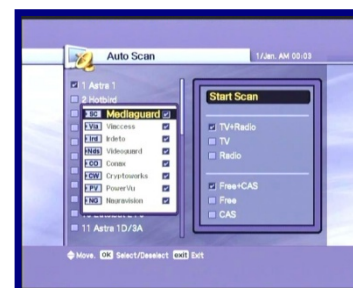 Auto Scan
1/Jan. AM 00:03
1 Astra 1
2 Hotbird
SC Mediaguard
Via Viaccess
Ird Irdeto
Nds Videoguard
CO Conax
CW Cryptoworks
PV PowerVu
NG Nagravision
11 Astra 1D/3A
Start Scan
TV+Radio
TV
Radio
Free+CAS
Free
CAS
Move. OK Select/Deselect exit Exit